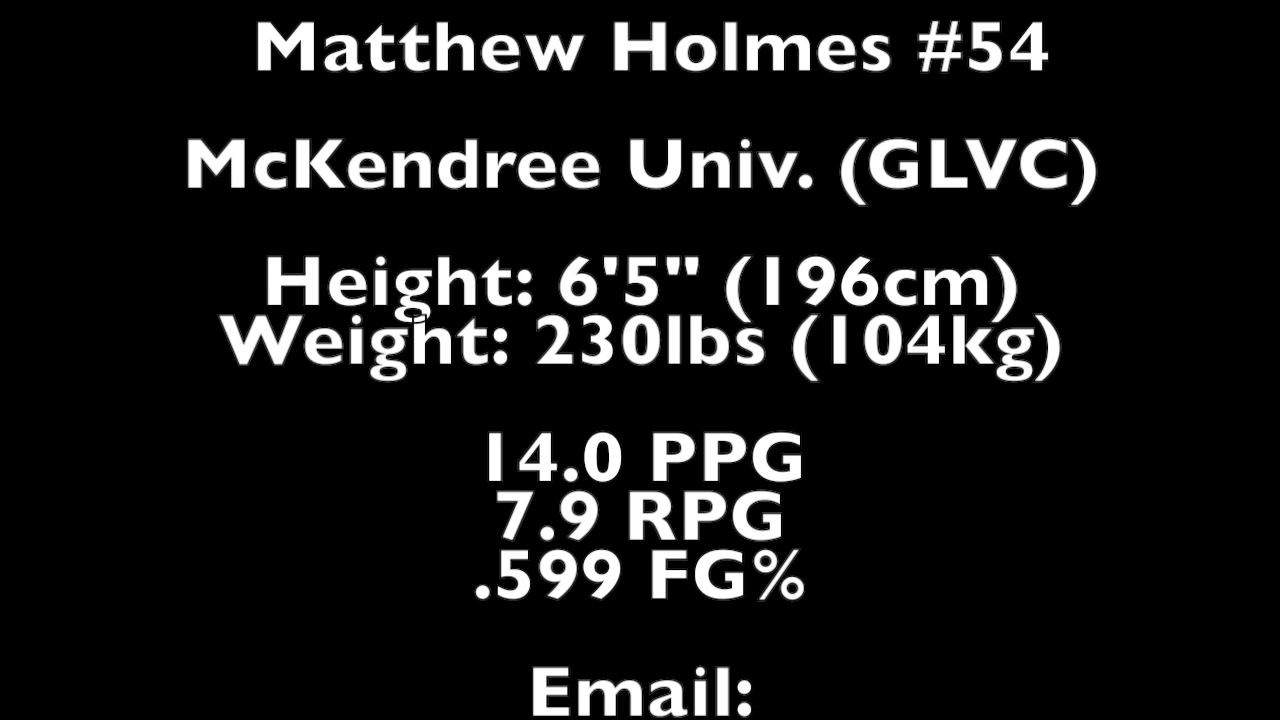 Matthew Holmes #54
McKendree Univ. (GLVC)
Height: 6'5" (196cm)
Weight: 230lbs (104kg)
14.0 PPG
7.9 RPG
.599 FG%
Email: